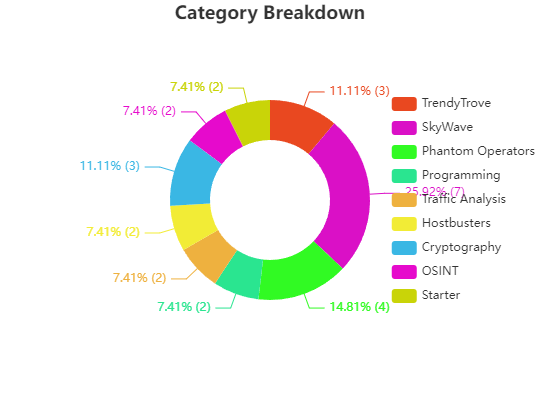 Category Breakdown
7.41% (2)
11.11% (3)
7.41% (2)
11.11% (3)
25.92% (7)
7.41% (2)
7.41% (2)
7.41% (2)
14.81% (4)
TrendyTrove
SkyWave
Phantom Operators
Programming
Traffic Analysis
Hostbusters
Cryptography
OSINT
Starter